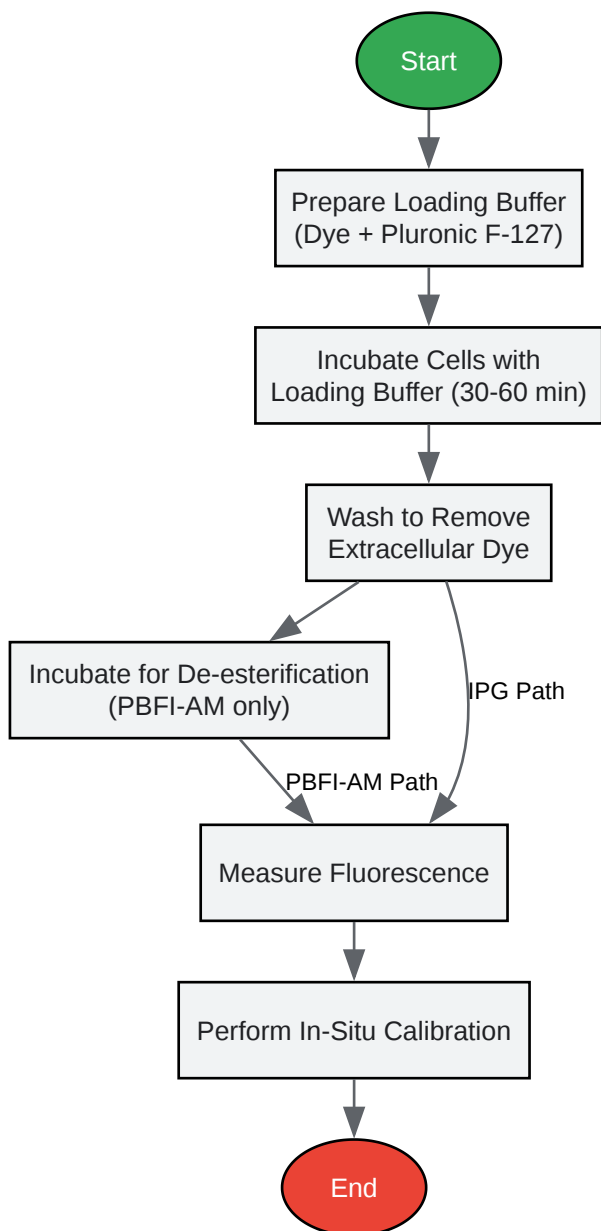 Start
Prepare Loading Buffer
(Dye + Pluronic F-127)
Incubate Cells with
Loading Buffer (30-60 min)
Wash to Remove
Extracellular Dye
Incubate for De-esterification
(PBFI-AM only)
IPG Path
PBFI-AM Path
Measure Fluorescence
Perform In-Situ Calibration
End